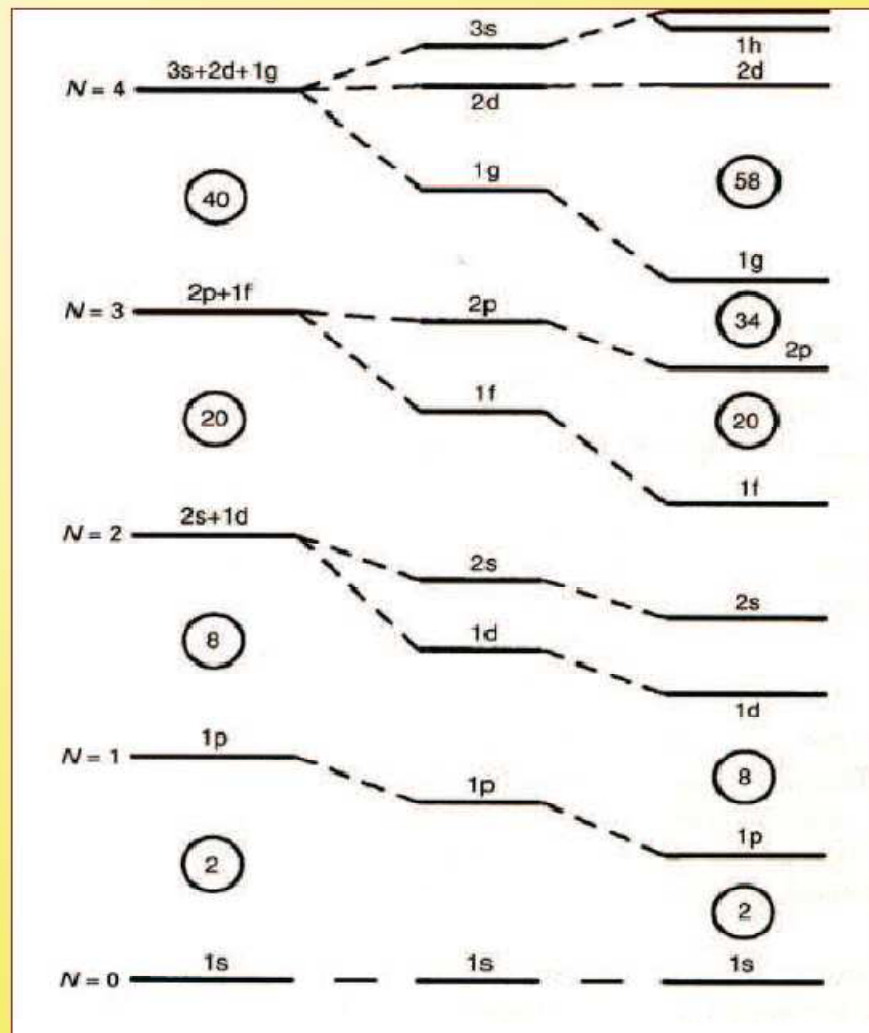 3s
1h
3s+2d+1g
2d
N = 4
2d
1g
58
40
1g
2p+1f
N = 3
2p
34
2p
1f
20
20
1f
2s+1d
N = 2
2s
2s
1d
8
1d
1p
N = 1
8
1p
1p
2
2
1s
1s
1s
N = 0